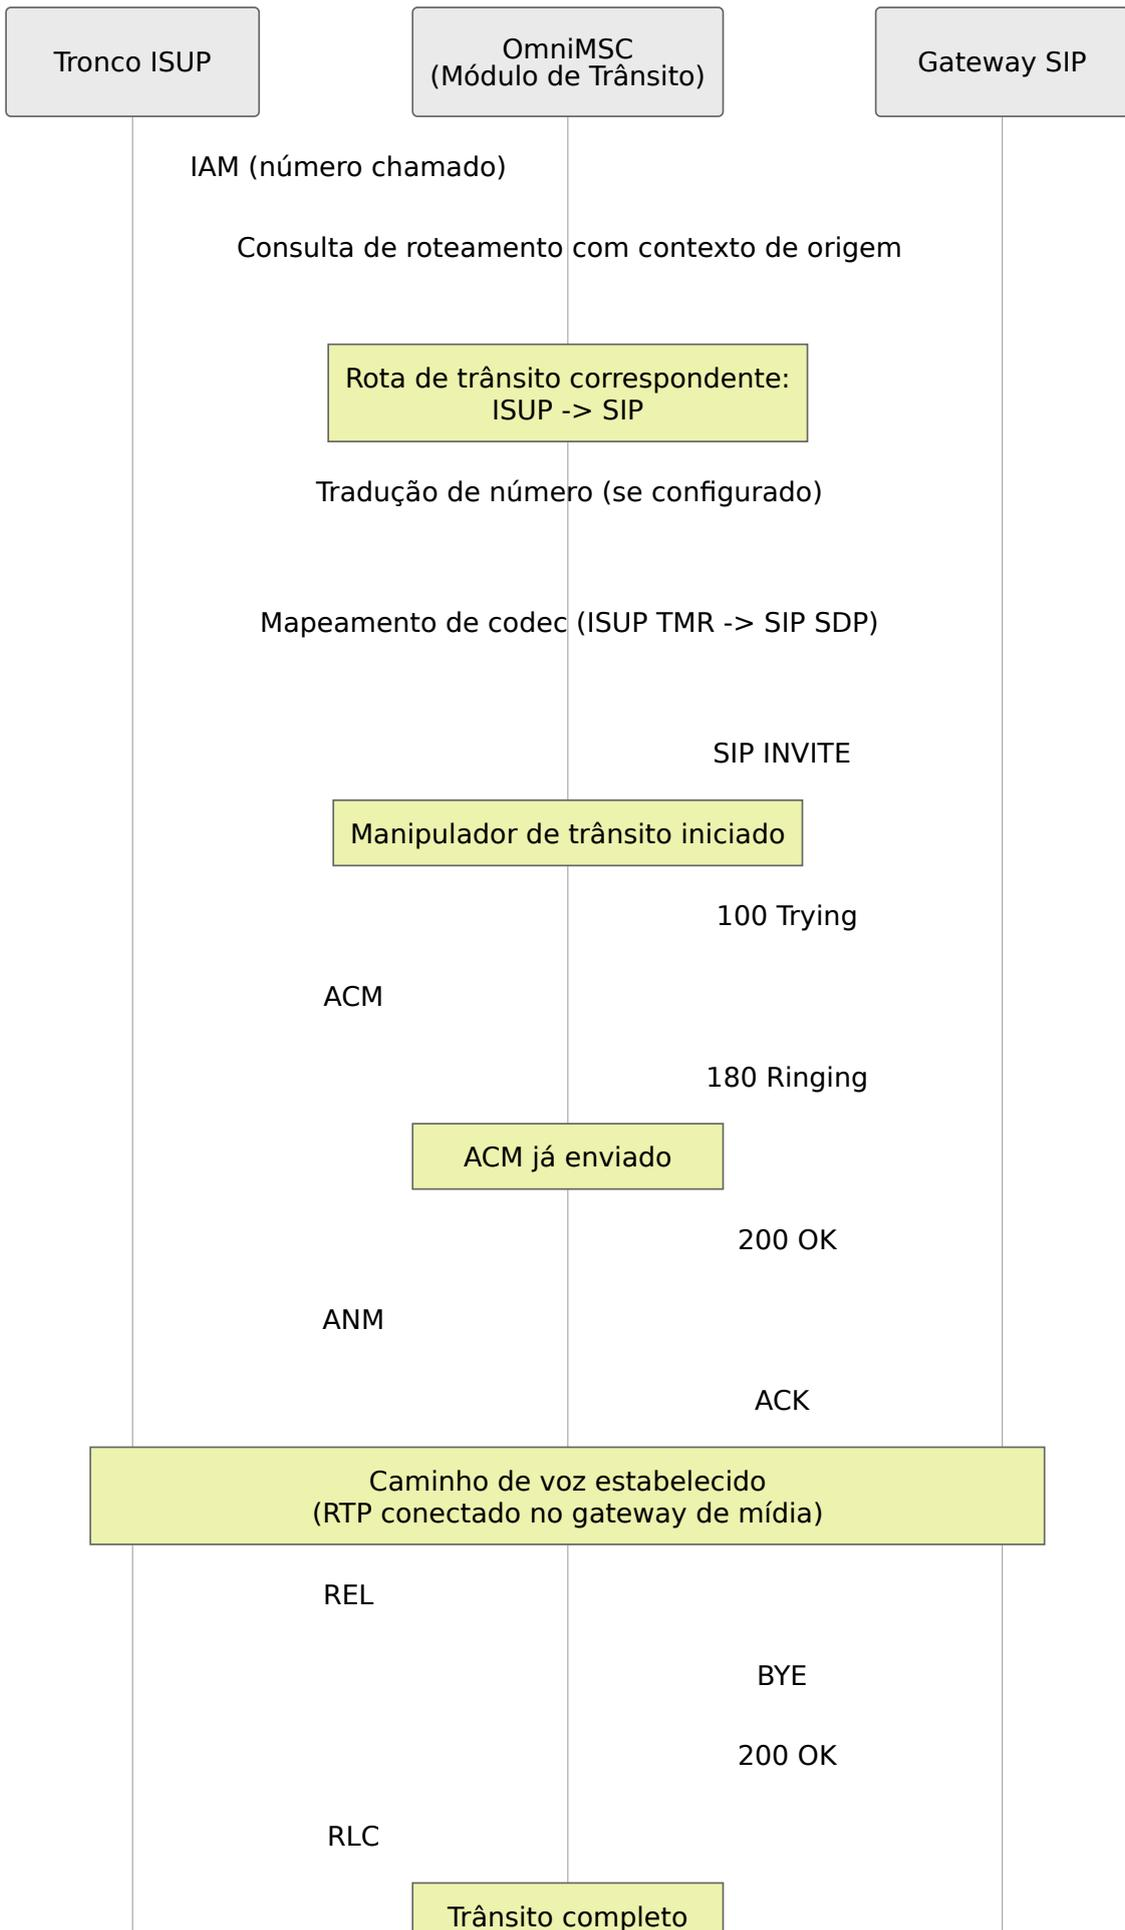 Tronco ISUP
OmniMSC
(Módulo de Trânsito)
Gateway SIP
IAM (número chamado)
Consulta de roteamento com contexto de origem
Rota de trânsito correspondente:
ISUP -> SIP
Tradução de número (se configurado)
Mapeamento de codec (ISUP TMR -> SIP SDP)
SIP INVITE
Manipulador de trânsito iniciado
100 Trying
ACM
180 Ringing
ACM já enviado
200 OK
ANM
ACK
Caminho de voz estabelecido
(RTP conectado no gateway de mídia)
REL
BYE
200 OK
RLC
Trânsito completo